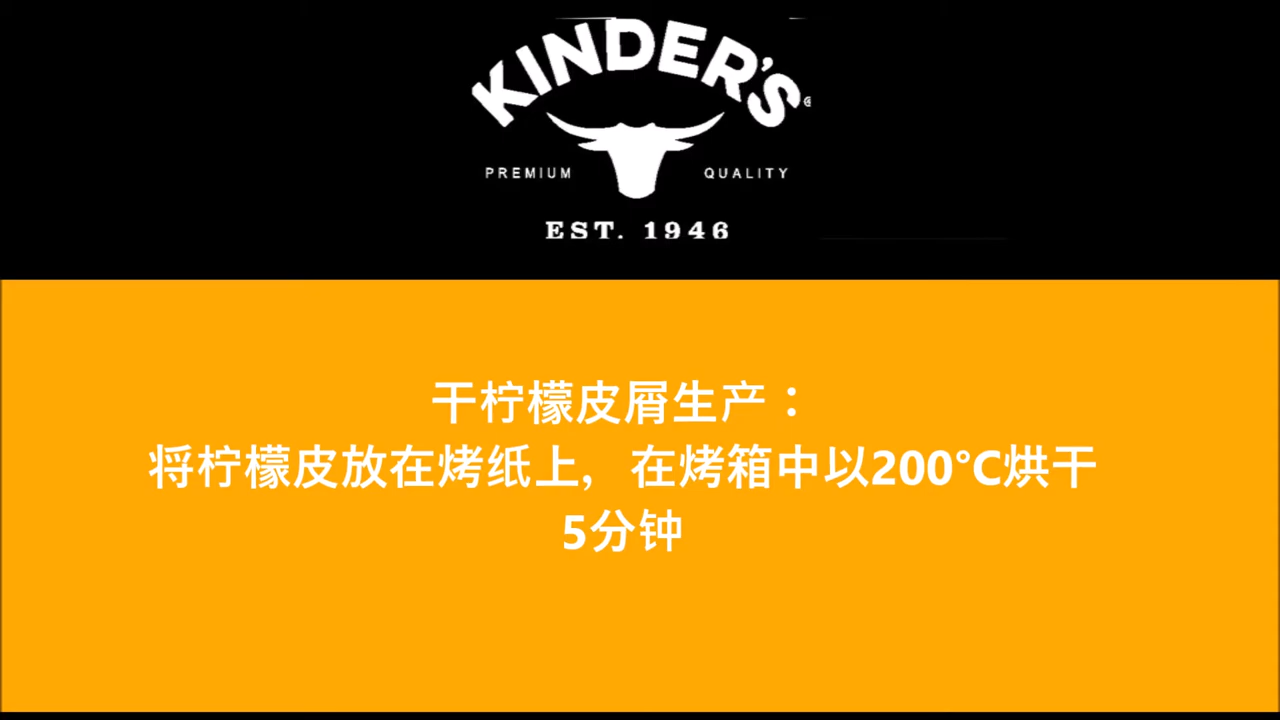 KINDER'S®
PREMIUM QUALITY
EST. 1946
干柠檬皮屑生产：
将柠檬皮放在烤纸上，在烤箱中以200°C烘干
5分钟